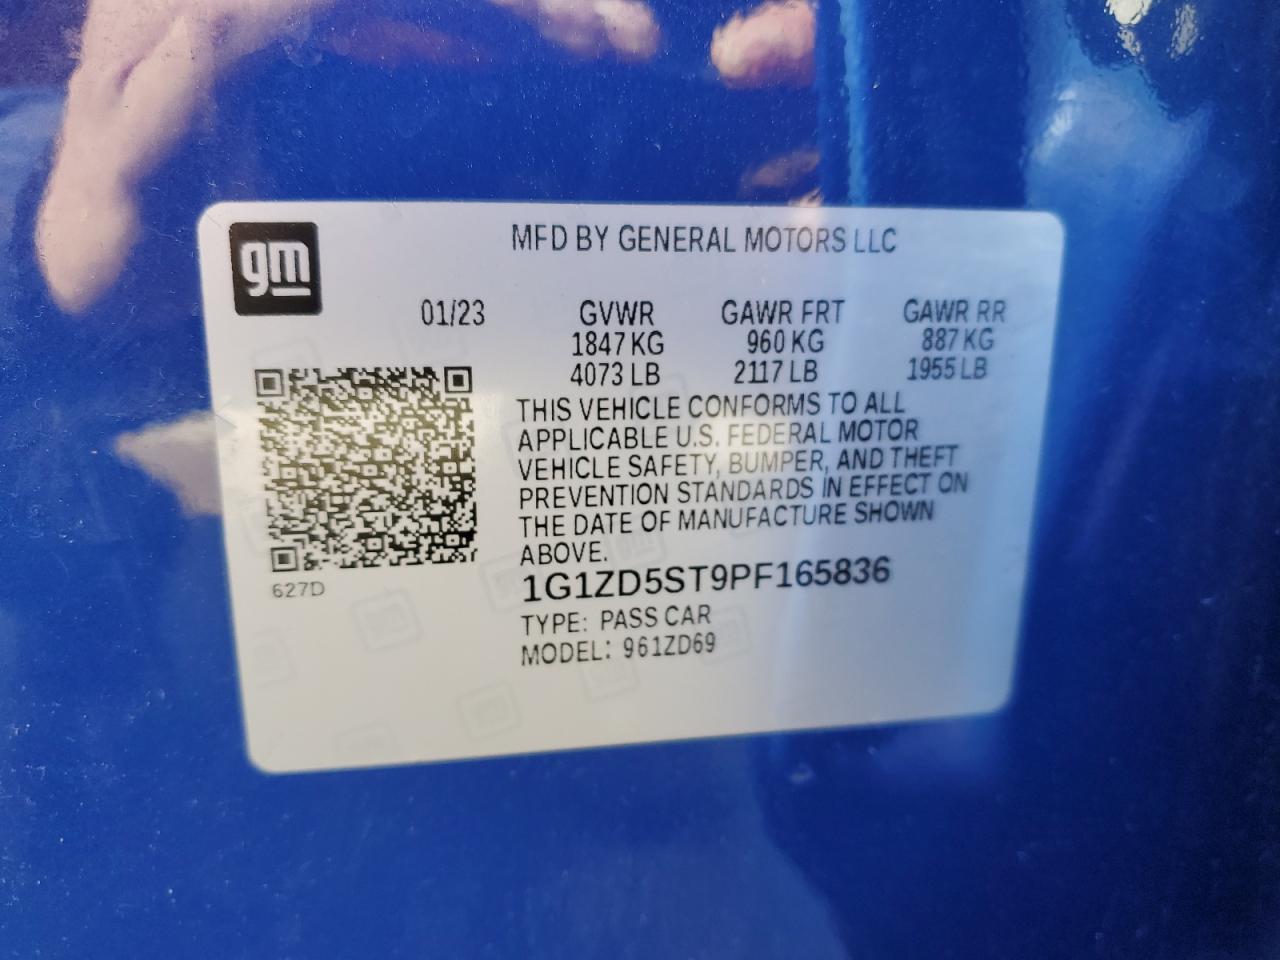 gm
MFD BY GENERAL MOTORS LLC
01/23 GVWR GAWR FRT GAWR RR
1847 KG 960 KG 887 KG
4073 LB 2117 LB 1955 LB
THIS VEHICLE CONFORMS TO ALL
APPLICABLE U.S. FEDERAL MOTOR
VEHICLE SAFETY, BUMPER, AND THEFT
PREVENTION STANDARDS IN EFFECT ON
THE DATE OF MANUFACTURE SHOWN
ABOVE.
627D
1G1ZD5ST9PF165836
TYPE: PASS CAR
MODEL: 961ZD69